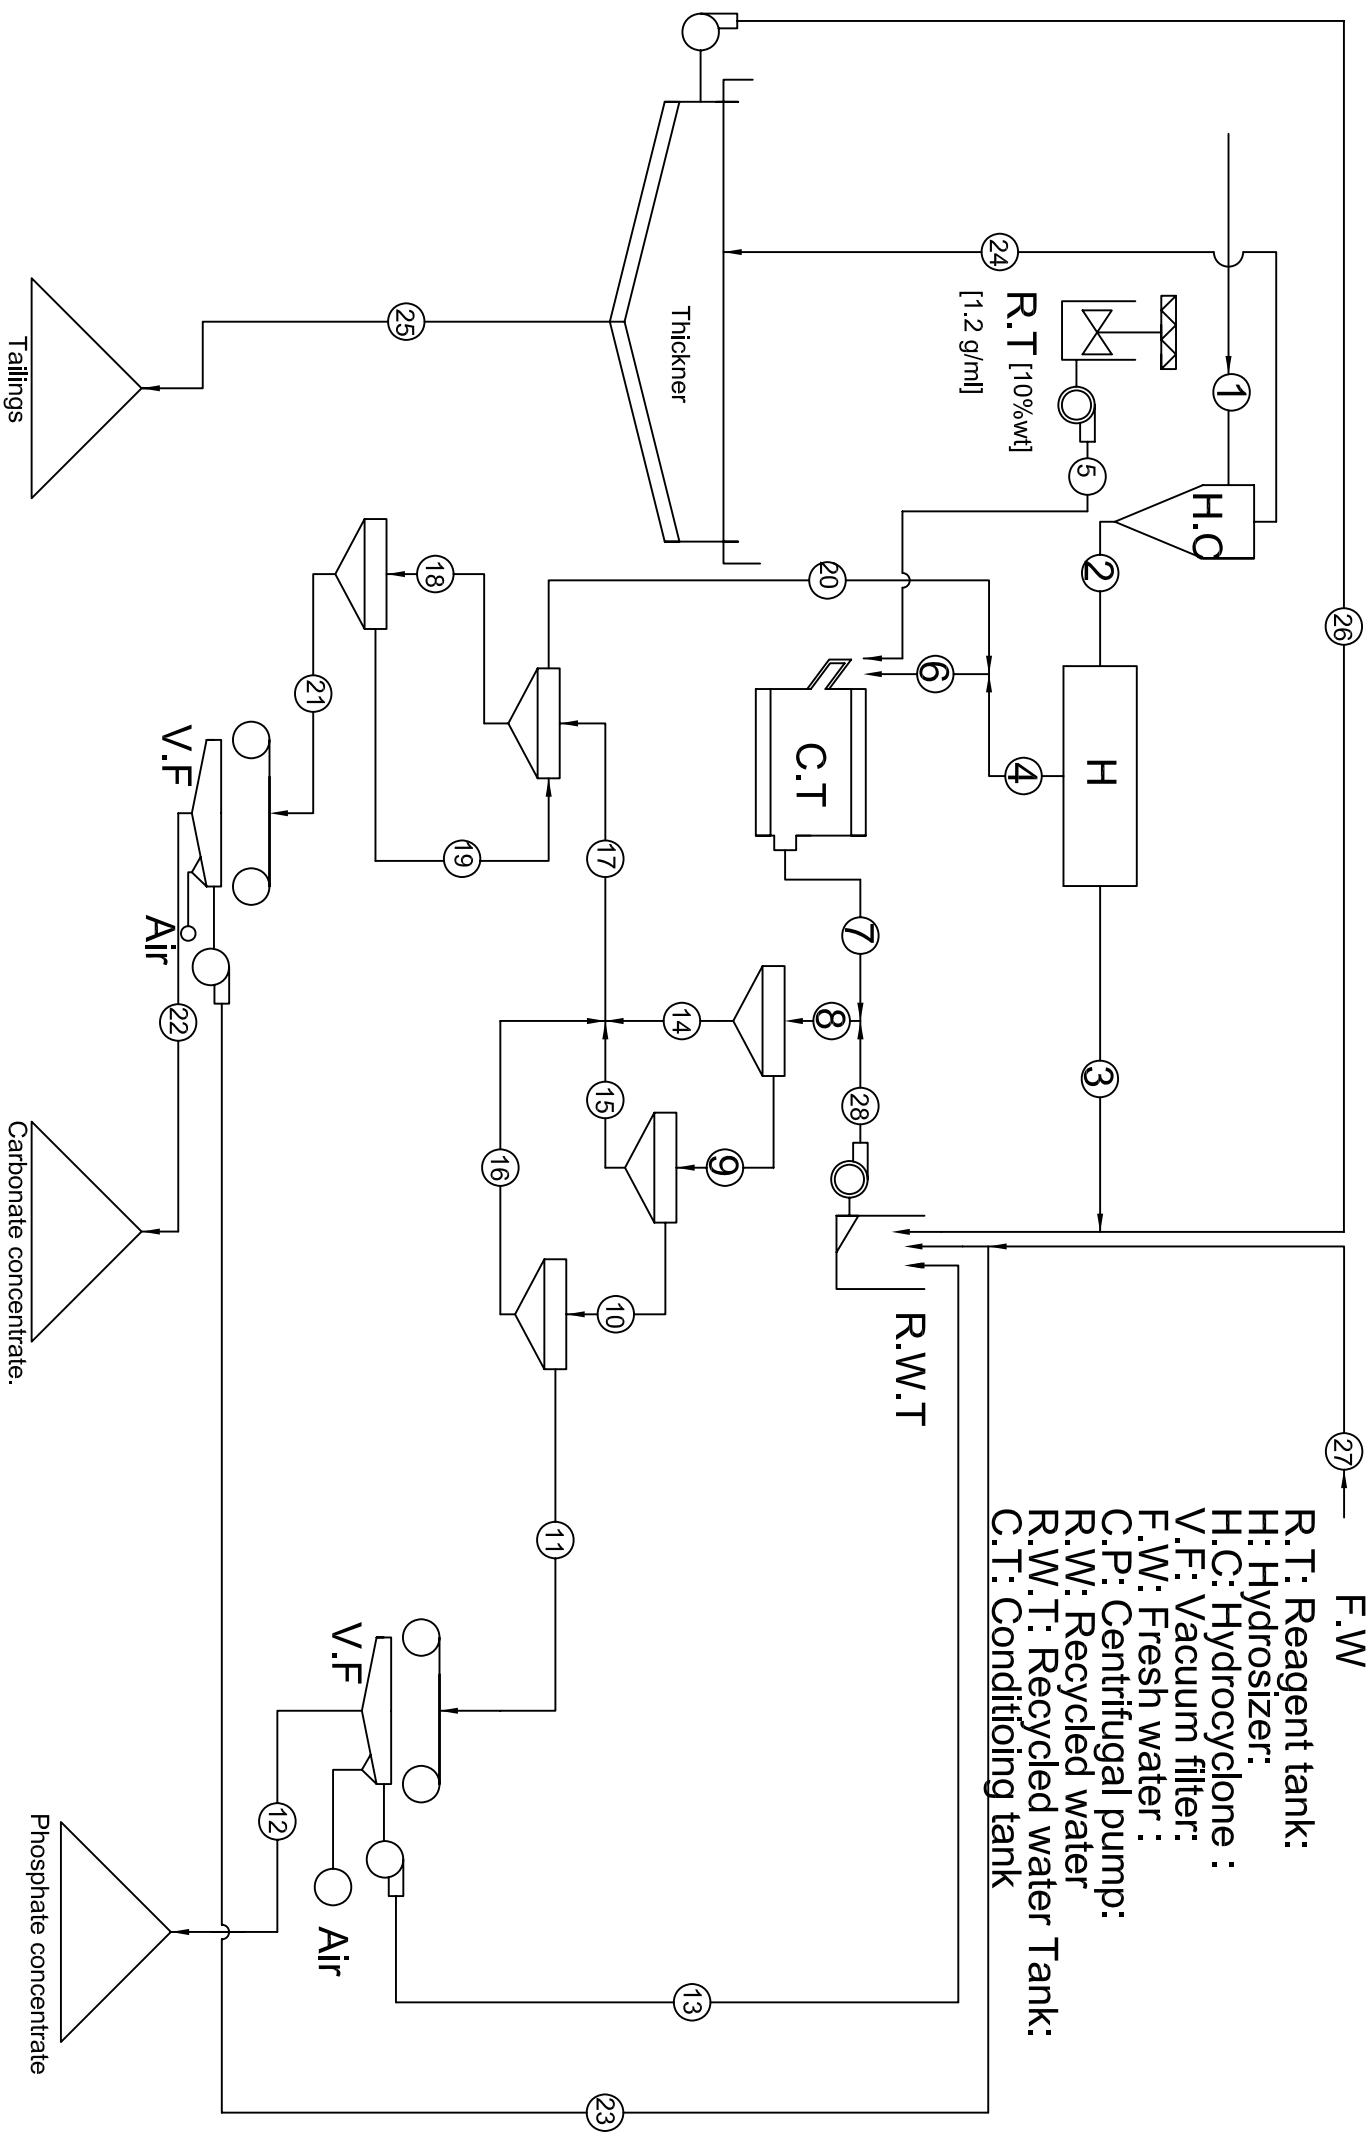 26
27
F.W
R.T: Reagent tank:
H: Hydrosizer:
H.C: Hydrocyclone :
V.F: Vacuum filter:
F.W: Fresh water :
C.P: Centrifugal pump:
R.W: Recycled water
R.W.T: Recycled water Tank:
C.T: Conditioing tank
1
H.C
2
H
3
5
R.T [10%wt]
[1.2 g/ml]
24
4
6
R.W.T
7
28
20
C.T
8
9
Thickner
14
13
10
17
15
23
11
16
19
18
25
21
V.F
Air
22
V.F
12
Air
Tailings
Carbonate concentrate.
Phosphate concentrate